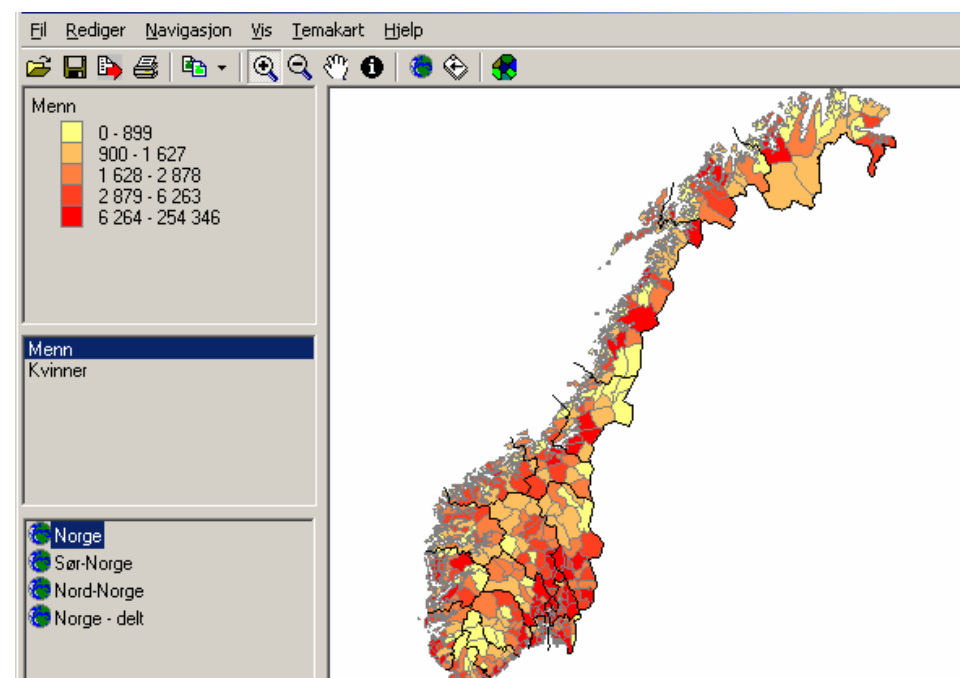 Fil Rediger Navigasjon Vis Temakart Hjelp
Menn
0 - 899
900 - 1 627
1 628 - 2 878
2 879 - 6 263
6 264 - 254 346
Menn
Kvinner
Norge
Sør-Norge
Nord-Norge
Norge - delt